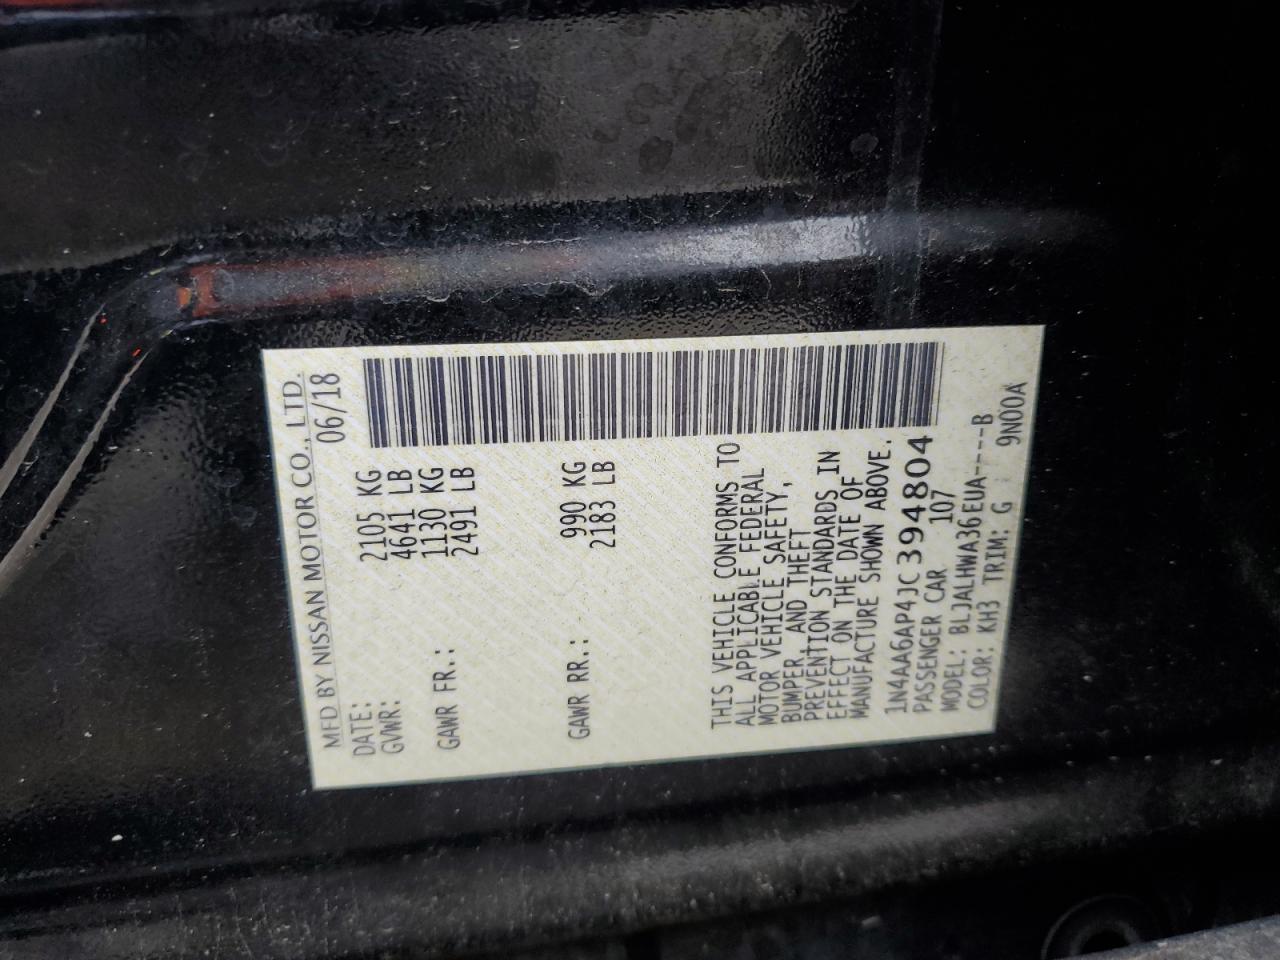 MFD BY NISSAN MOTOR CO., LTD.
DATE: 06/18
GVWR: 2105 KG
4641 LB
GAWR FR.: 1130 KG
2491 LB
GAWR RR.: 990 KG
2183 LB
THIS VEHICLE CONFORMS TO
ALL APPLICABLE FEDERAL
MOTOR VEHICLE SAFETY,
BUMPER, AND THEFT
PREVENTION STANDARDS IN
EFFECT ON THE DATE OF
MANUFACTURE SHOWN ABOVE.
1N4AA6AP4JC394804
PASSENGER CAR 107
MODEL: BLJALHWA36EUA----B
COLOR: KH3 TRIM: G 9N00A